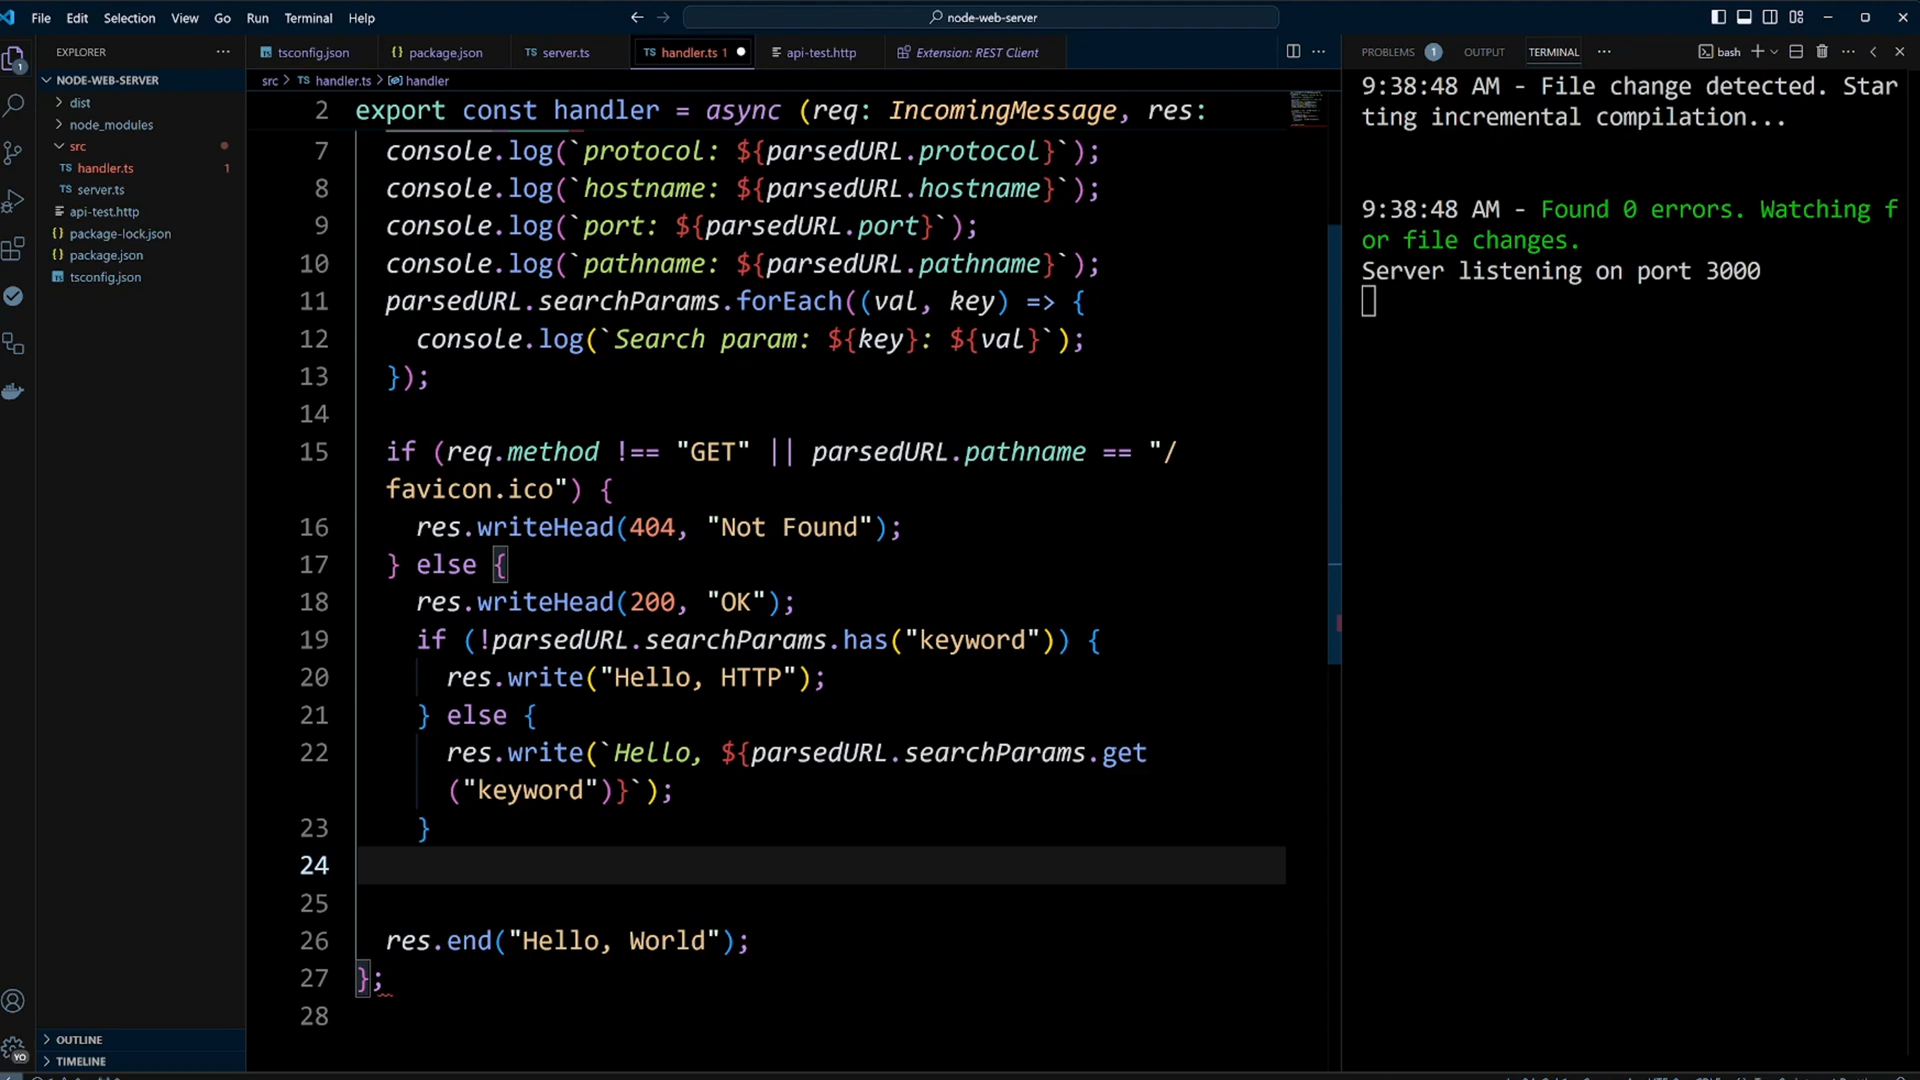 File Edit Selection View Go Run Terminal Help
node-web-server
EXPLORER
NODE-WEB-SERVER
dist
node_modules
src
TS handler.ts 1
TS server.ts
api-test.http
{} package-lock.json
{} package.json
tsconfig.json
OUTLINE
TIMELINE
1
YO
tsconfig.json
{} package.json
TS server.ts
TS handler.ts 1
api-test.http
Extension: REST Client
src > TS handler.ts > handler
2 export const handler = async (req: IncomingMessage, res:
7 console.log(`protocol: ${parsedURL.protocol}`);
8 console.log(`hostname: ${parsedURL.hostname}`);
9 console.log(`port: ${parsedURL.port}`);
10 console.log(`pathname: ${parsedURL.pathname}`);
11 parsedURL.searchParams.forEach((val, key) => {
12 console.log(`Search param: ${key}: ${val}`);
13 });
14
15 if (req.method !== "GET" || parsedURL.pathname == "/
favicon.ico") {
16 res.writeHead(404, "Not Found");
17 } else {
18 res.writeHead(200, "OK");
19 if (!parsedURL.searchParams.has("keyword")) {
20 res.write("Hello, HTTP");
21 } else {
22 res.write(`Hello, ${parsedURL.searchParams.get
("keyword")}`);
23 }
24
25
26 res.end("Hello, World");
27 };
28
PROBLEMS 1 OUTPUT TERMINAL
bash
9:38:48 AM - File change detected. Star
ting incremental compilation...
9:38:48 AM - Found 0 errors. Watching f
or file changes.
Server listening on port 3000